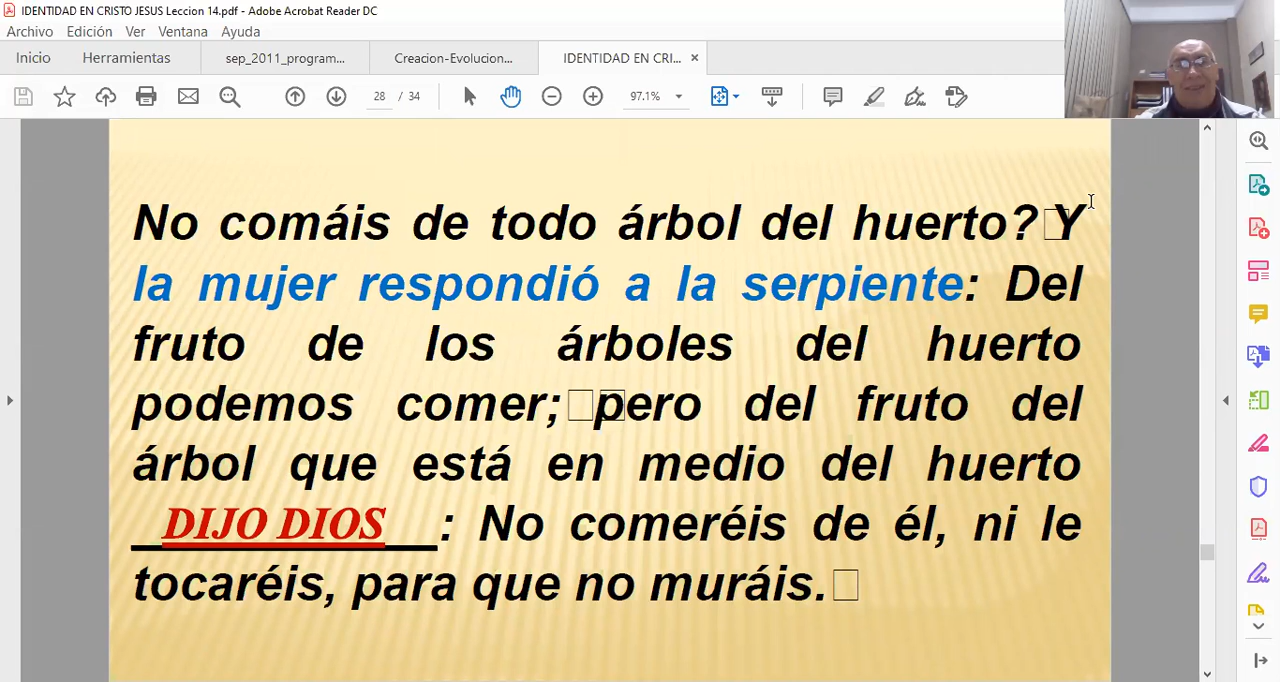 IDENTIDAD EN CRISTO JESUS Leccion 14.pdf - Adobe Acrobat Reader DC
Archivo Edición Ver Ventana Ayuda
Inicio Herramientas sep_2011_program... Creacion-Evolucion... IDENTIDAD EN CRI... ×
28 / 34 97.1%
No comáis de todo árbol del huerto? Y
la mujer respondió a la serpiente: Del
fruto de los árboles del huerto
podemos comer; pero del fruto del
árbol que está en medio del huerto
_DIJO DIOS__: No comeréis de él, ni le
tocaréis, para que no muráis.